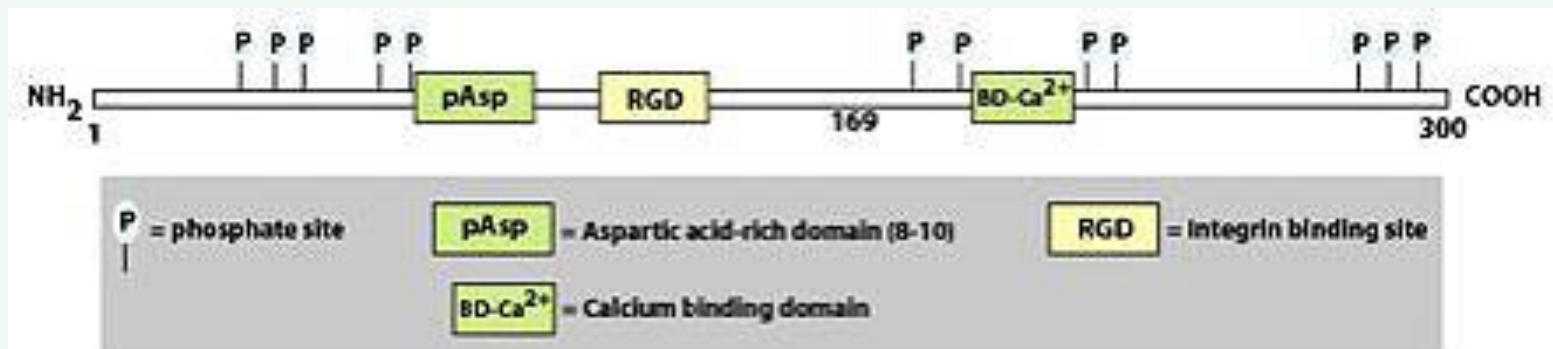 P P P P P P P P P P P P
NH2 pAsp RGD BD-Ca2+ COOH
1 169 300
P = phosphate site pAsp = Aspartic acid-rich domain (8-10) RGD = Integrin binding site
BD-Ca2+ = Calcium binding domain